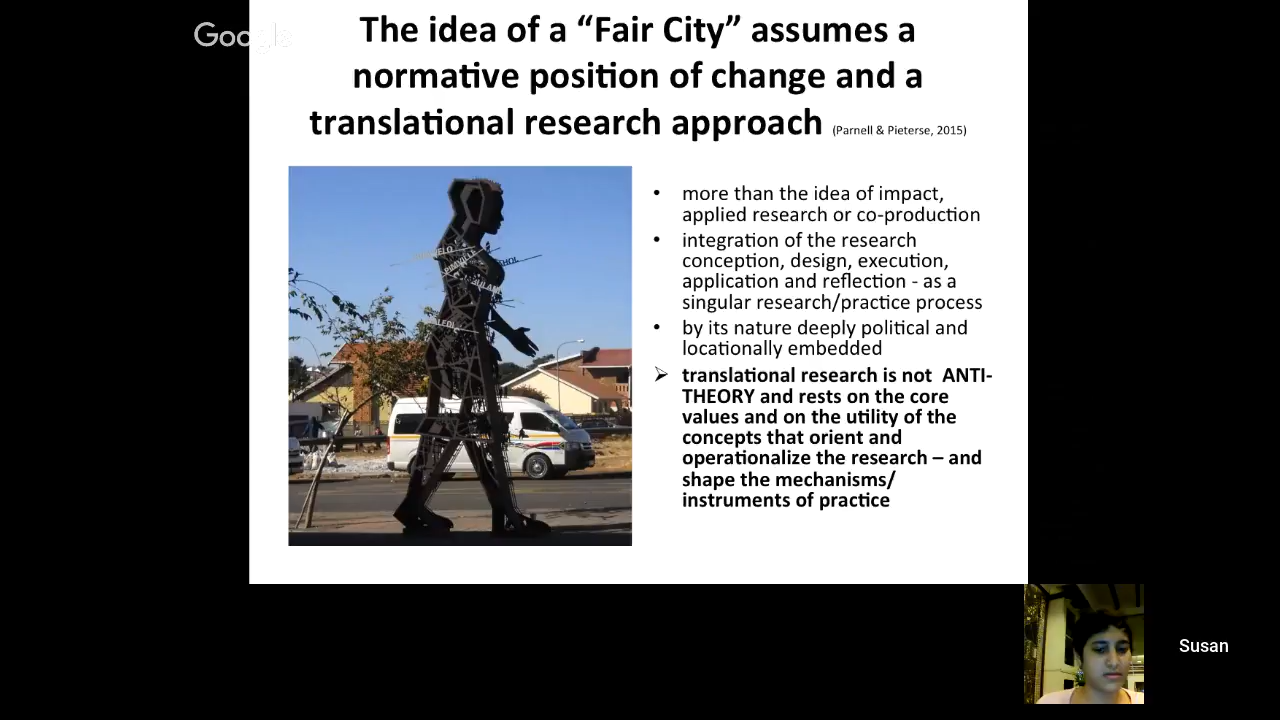 Google
The idea of a “Fair City” assumes a
normative position of change and a
translational research approach (Parnell & Pieterse, 2015)
• more than the idea of impact,
applied research or co-production
• integration of the research
conception, design, execution,
application and reflection - as a
singular research/practice process
• by its nature deeply political and
locationally embedded
➢ translational research is not ANTI-
THEORY and rests on the core
values and on the utility of the
concepts that orient and
operationalize the research – and
shape the mechanisms/
instruments of practice
Susan